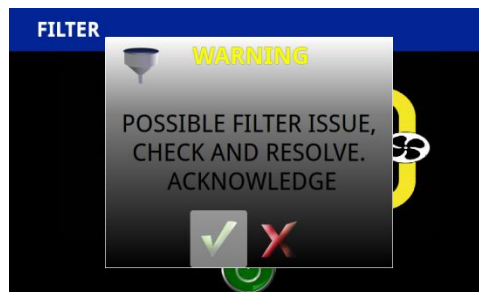 FILTER
WARNING
POSSIBLE FILTER ISSUE,
CHECK AND RESOLVE.
ACKNOWLEDGE